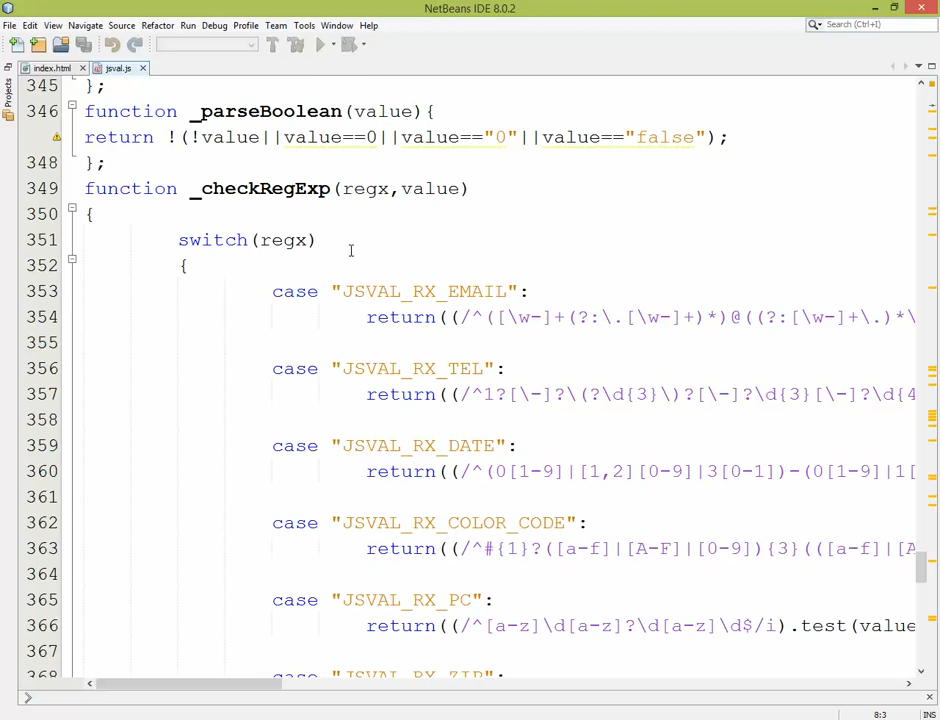 NetBeans IDE 8.0.2
File Edit View Navigate Source Refactor Run Debug Profile Team Tools Window Help
Search (Ctrl+I)
index.html jsval.js
Projects
345 };
346 function _parseBoolean(value){
return !(!value||value==0||value=="0"||value=="false");
348 };
349 function _checkRegExp(regx,value)
350 {
351 switch(regx)
352 {
353 case "JSVAL_RX_EMAIL":
354 return((/^([\w-]+(?:\.[\w-]+)*)@((?:[\w-]+\.)*\
355
356 case "JSVAL_RX_TEL":
357 return((/^1?[\-]?\(?\d{3}\)?[\-]?\d{3}[\-]?\d{4
358
359 case "JSVAL_RX_DATE":
360 return((/^(0[1-9]|[1,2][0-9]|3[0-1])-(0[1-9]|1[
361
362 case "JSVAL_RX_COLOR_CODE":
363 return((/^#{1}?([a-f]|[A-F]|[0-9]){3}(([a-f]|[A
364
365 case "JSVAL_RX_PC":
366 return((/^[a-z]\d[a-z]?\d[a-z]\d$/i).test(value
367
368 case "JSVAL_RX_ZIP":
8:3 INS